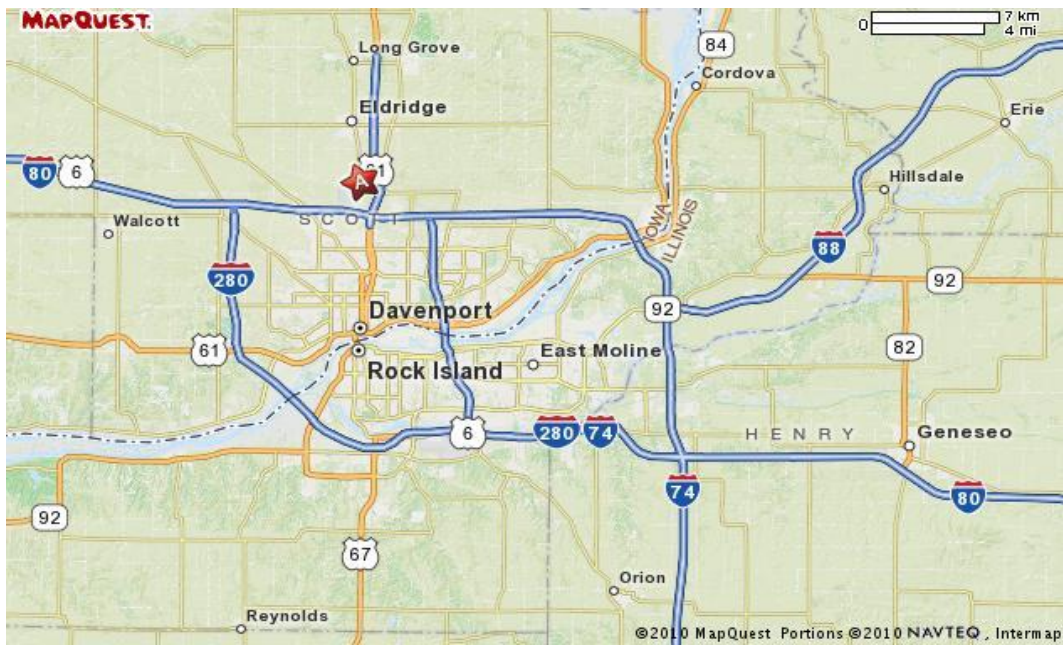 MAPQUEST.
0
7 km
4 mi
Long Grove
84
Cordova
Eldridge
Erie
80
6
61
A
Hillsdale
Walcott
SCOTT
IOWA
ILLINOIS
88
280
92
92
Davenport
61
East Moline
82
Rock Island
6
280
74
HENRY
Geneseo
74
80
92
67
Orion
Reynolds
©2010 MapQuest Portions ©2010 NAVTEQ, Intermap